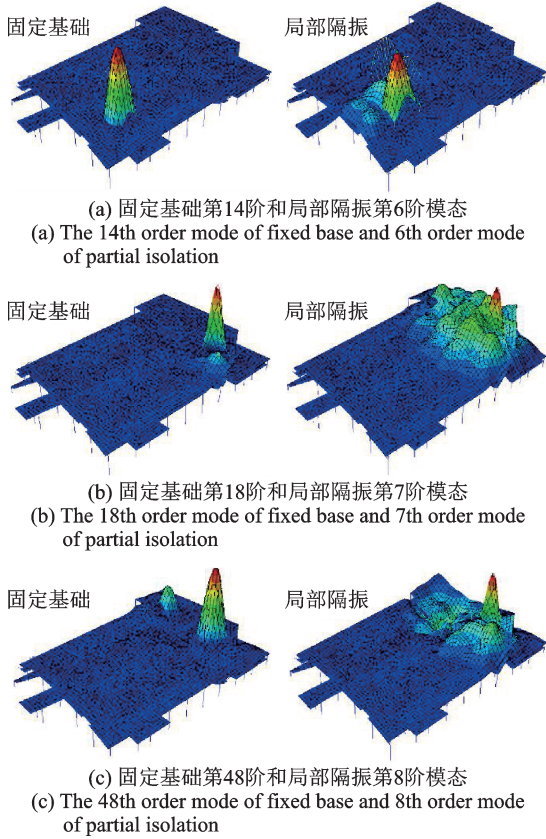 固定基础
局部隔振
(a) 固定基础第14阶和局部隔振第6阶模态
(a) The 14th order mode of fixed base and 6th order mode
of partial isolation
固定基础
局部隔振
(b) 固定基础第18阶和局部隔振第7阶模态
(b) The 18th order mode of fixed base and 7th order mode
of partial isolation
固定基础
局部隔振
(c) 固定基础第48阶和局部隔振第8阶模态
(c) The 48th order mode of fixed base and 8th order mode
of partial isolation